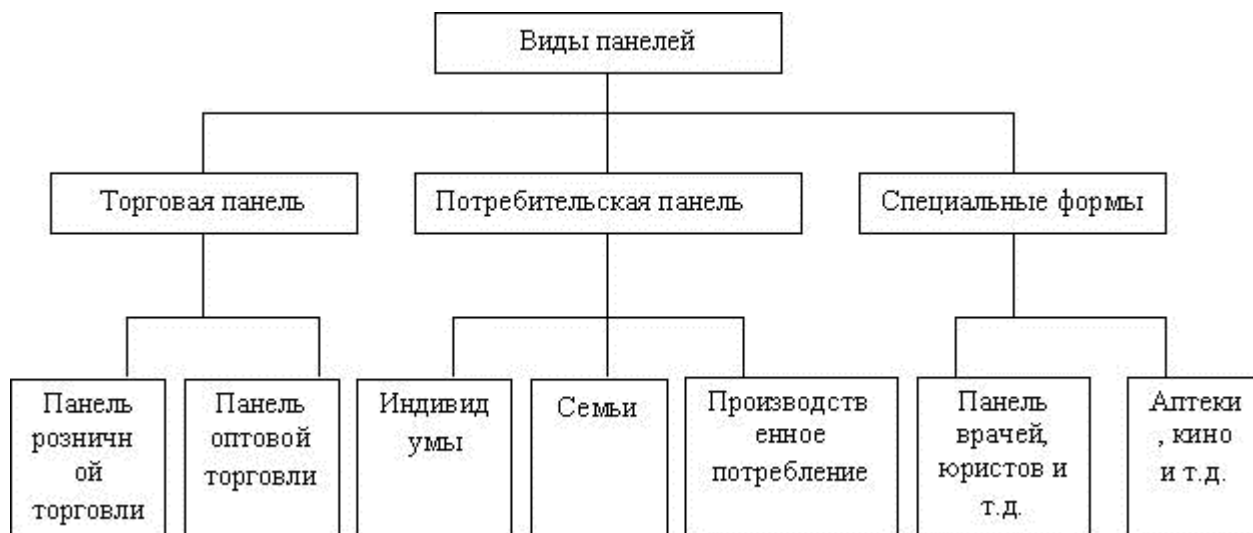 Виды панелей
Торговая панель
Потребительская панель
Специальные формы
Панель
розничн
ой
торговли
Панель
оптовой
торговли
Индивид
умы
Семьи
Производств
енное
потребление
Панель
врачей,
юристов и
т.д.
Аптеки
, кино
и т.д.